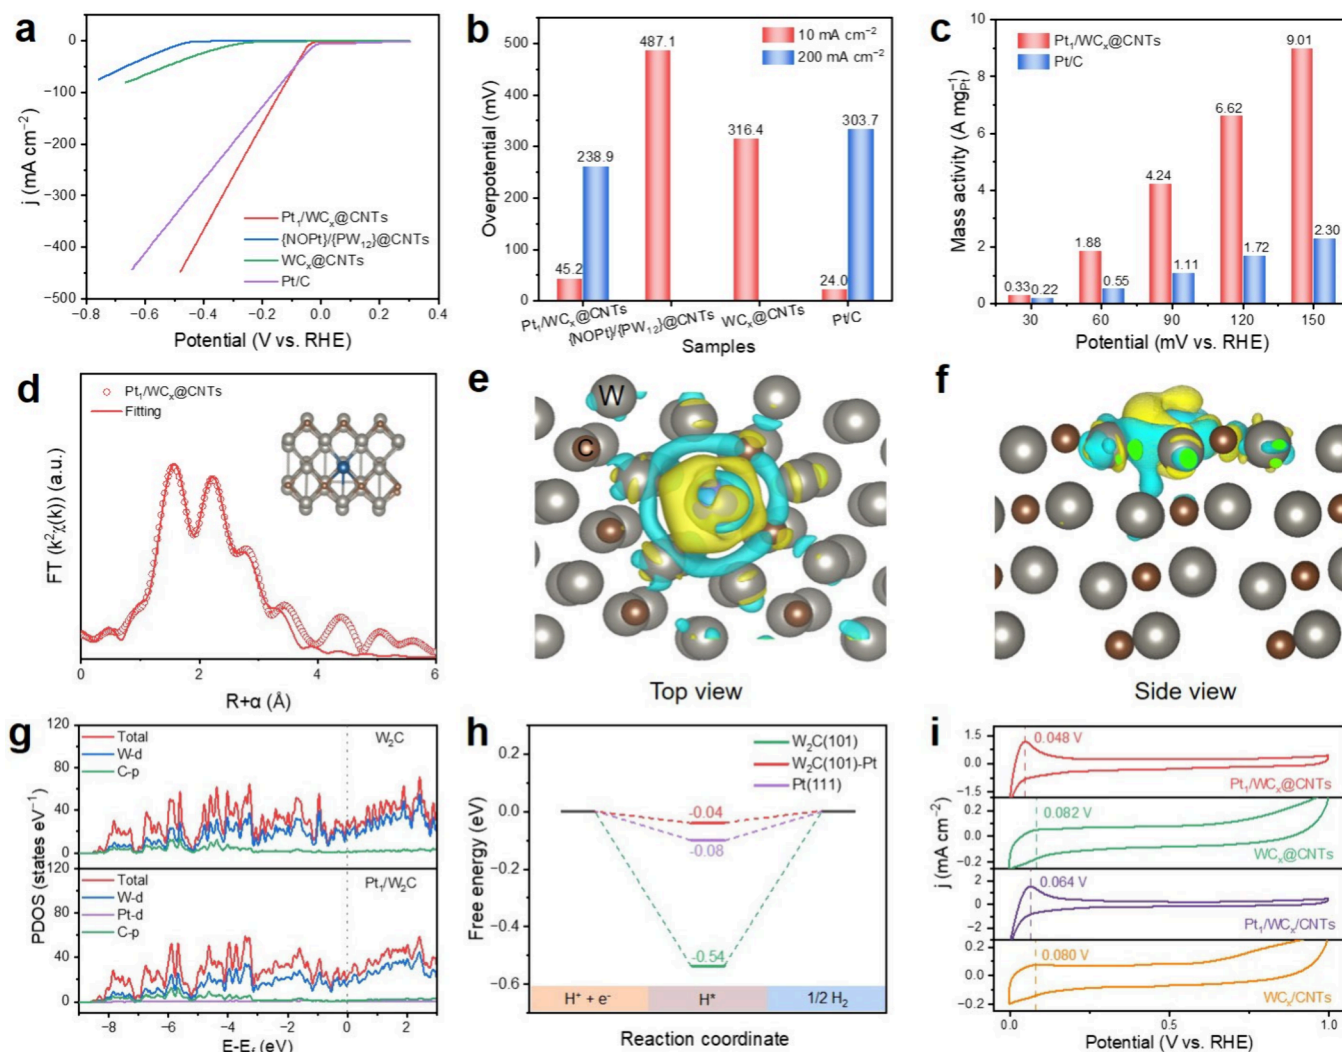 a
0
−100
−200
−300
−400
−500
j (mA cm⁻²)
Pt₁/WCₓ@CNTs
{NOPt}/{PW₁₂}@CNTs
WCₓ@CNTs
Pt/C
−0.8 −0.6 −0.4 −0.2 0.0 0.2 0.4
Potential (V vs. RHE)
b
500
400
300
200
100
0
Overpotential (mV)
10 mA cm⁻²
200 mA cm⁻²
45.2
238.9
487.1
316.4
24.0
303.7
Pt₁/WCₓ@CNTs
{NOPt}/{PW₁₂}@CNTs
WCₓ@CNTs
Pt/C
Samples
c
10
8
6
4
2
0
Mass activity (A mg⁻¹Pt)
Pt₁/WCₓ@CNTs
Pt/C
0.33 0.22
1.88
0.55
4.24
1.11
6.62
1.72
9.01
2.30
30 60 90 120 150
Potential (mV vs. RHE)
d
Pt₁/WCₓ@CNTs
Fitting
FT (k²χ(k)) (a.u.)
0 2 4 6
R+α (Å)
e
W
C
Top view
f
Side view
g
120
80
40
0
120
80
40
0
PDOS (states eV⁻¹)
Total
W-d
C-p
W₂C
Total
W-d
Pt-d
C-p
Pt₁/W₂C
−8 −6 −4 −2 0 2
E-E_f (eV)
h
0.2
0.0
−0.2
−0.4
−0.6
Free energy (eV)
W₂C(101)
W₂C(101)-Pt
Pt(111)
-0.04
-0.08
-0.54
H⁺ + e⁻
H*
1/2 H₂
Reaction coordinate
i
1.5
0.0
−1.5
0.048 V
Pt₁/WCₓ@CNTs
0.2
0.0
−0.2
0.082 V
WCₓ@CNTs
2
0
−2
0.064 V
Pt₁/WCₓ/CNTs
0.2
0.0
−0.2
0.080 V
WCₓ/CNTs
j (mA cm⁻²)
0.0 0.5 1.0
Potential (V vs. RHE)